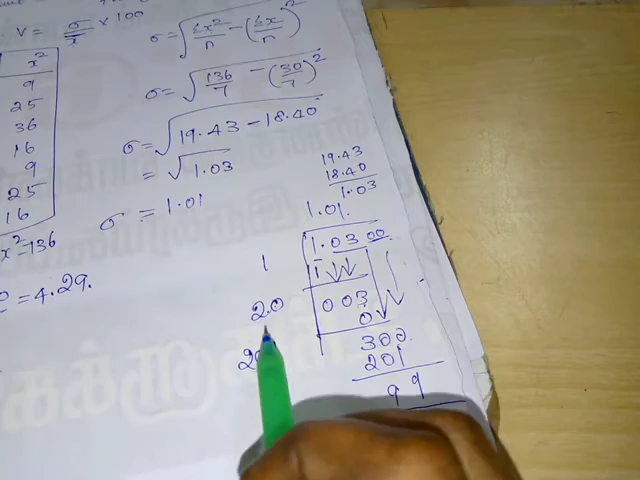 V = σ/x̄ × 100
x²
9
25
36
16
9
25
16
x² = 136
= 4.29.
σ = √(Σx²/n − (Σx/n)²)
σ = √(136/7 − (30/7)²)
σ = √(19.43 − 18.40)
= √1.03
σ = 1.01
19.43
18.40
1.03
1.01
1 1.03 00
1
20 003
0
20 300
201
99